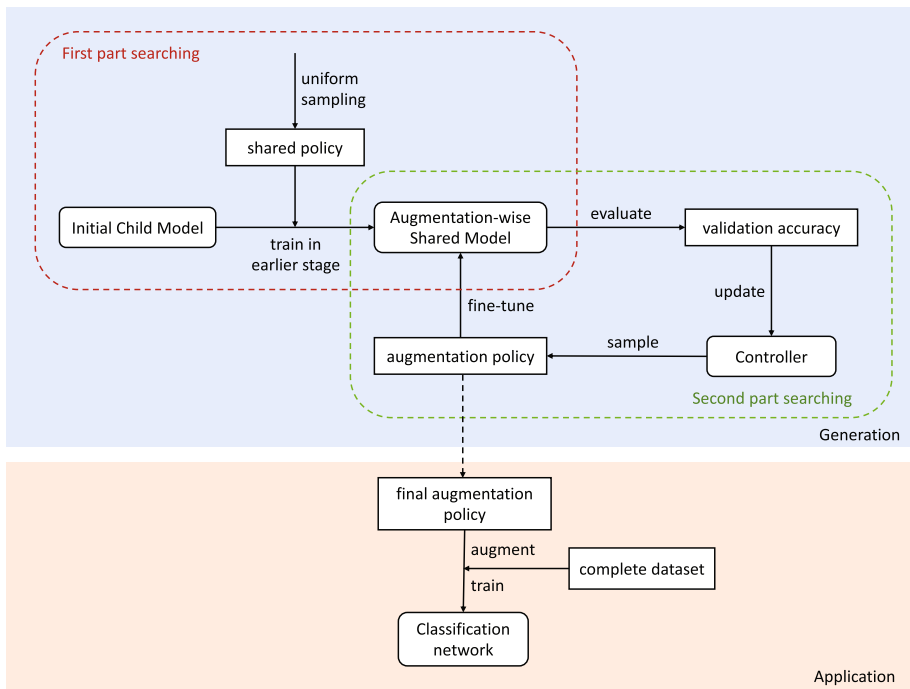 First part searching
uniform
sampling
shared policy
Initial Child Model
train in
earlier stage
Augmentation-wise
Shared Model
evaluate
validation accuracy
update
fine-tune
augmentation policy
sample
Controller
Second part searching
Generation
final augmentation
policy
augment
complete dataset
train
Classification
network
Application